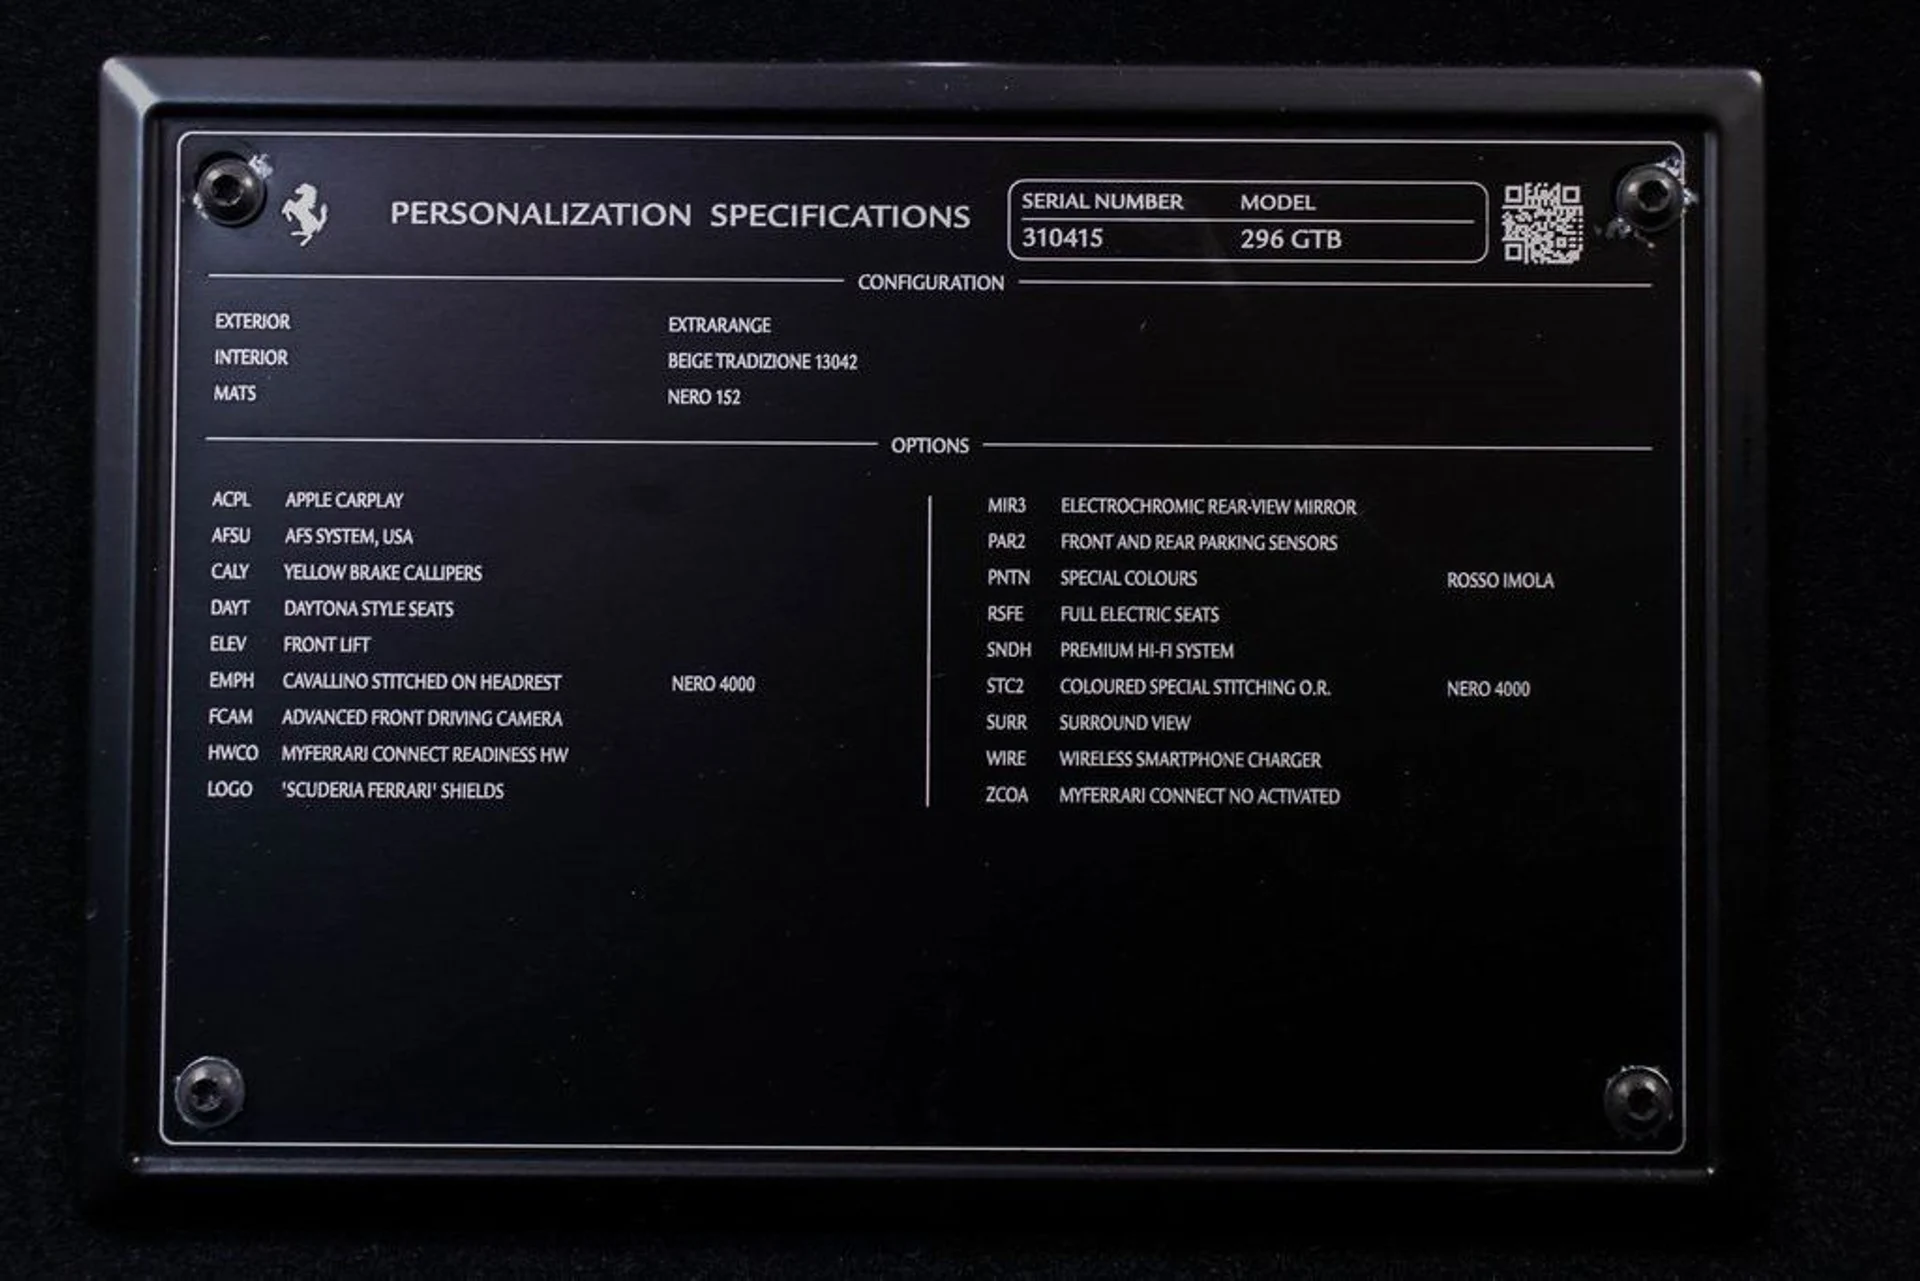 PERSONALIZATION SPECIFICATIONS
SERIAL NUMBER MODEL
310415 296 GTB
CONFIGURATION
EXTERIOR EXTRARANGE
INTERIOR BEIGE TRADIZIONE 13042
MATS NERO 152
OPTIONS
ACPL APPLE CARPLAY
AFSU AFS SYSTEM, USA
CALY YELLOW BRAKE CALLIPERS
DAYT DAYTONA STYLE SEATS
ELEV FRONT LIFT
EMPH CAVALLINO STITCHED ON HEADREST NERO 4000
FCAM ADVANCED FRONT DRIVING CAMERA
HWCO MYFERRARI CONNECT READINESS HW
LOGO 'SCUDERIA FERRARI' SHIELDS
MIR3 ELECTROCHROMIC REAR-VIEW MIRROR
PAR2 FRONT AND REAR PARKING SENSORS
PNTN SPECIAL COLOURS ROSSO IMOLA
RSFE FULL ELECTRIC SEATS
SNDH PREMIUM HI-FI SYSTEM
STC2 COLOURED SPECIAL STITCHING O.R. NERO 4000
SURR SURROUND VIEW
WIRE WIRELESS SMARTPHONE CHARGER
ZCOA MYFERRARI CONNECT NO ACTIVATED